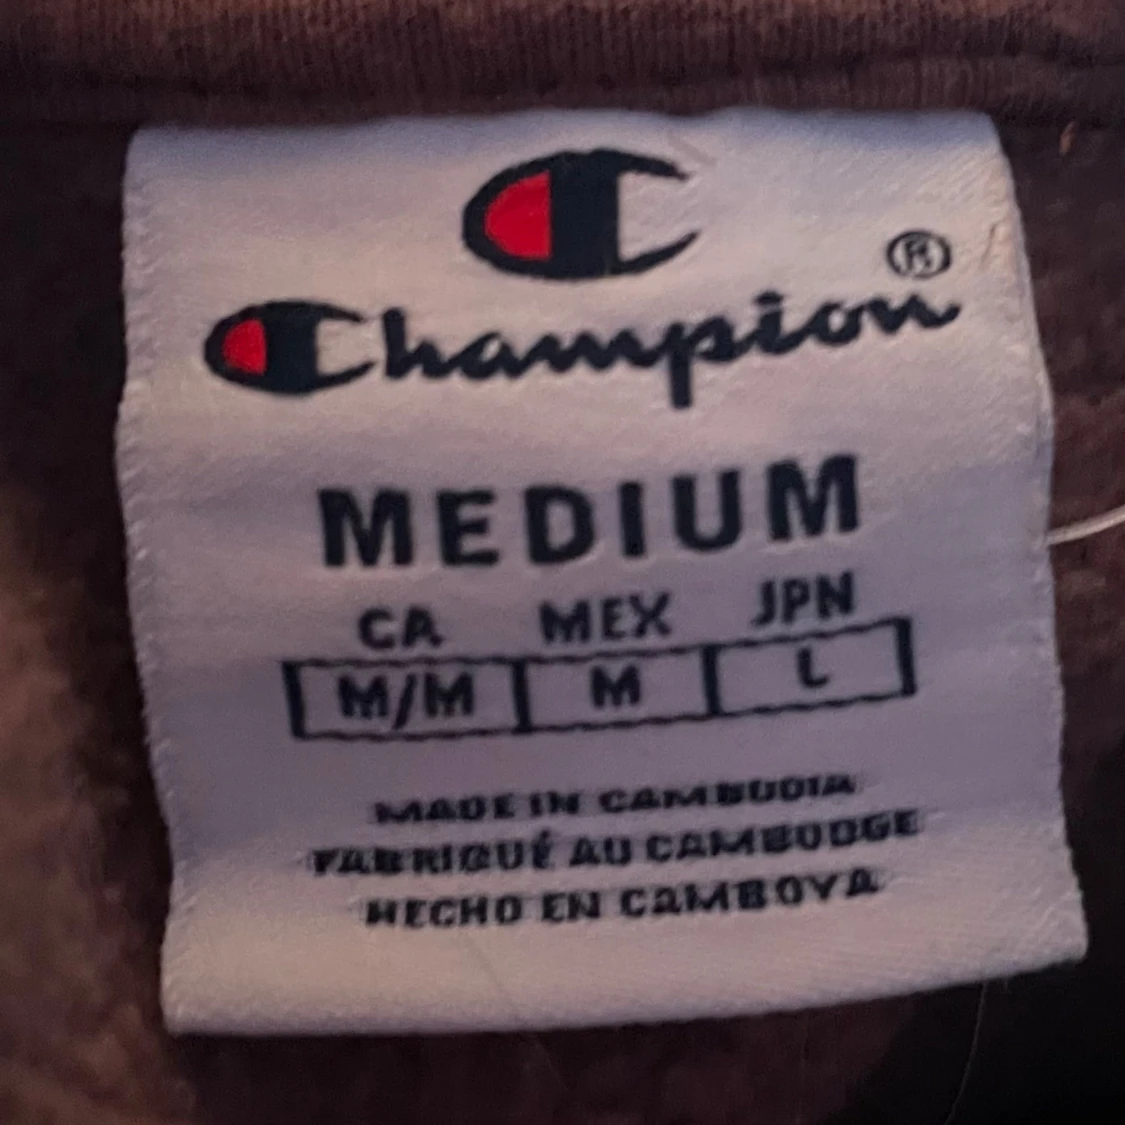 Champion®
MEDIUM
CA MEX JPN
M/M M L
MADE IN CAMBODIA
FABRIQUÉ AU CAMBODGE
HECHO EN CAMBOYA